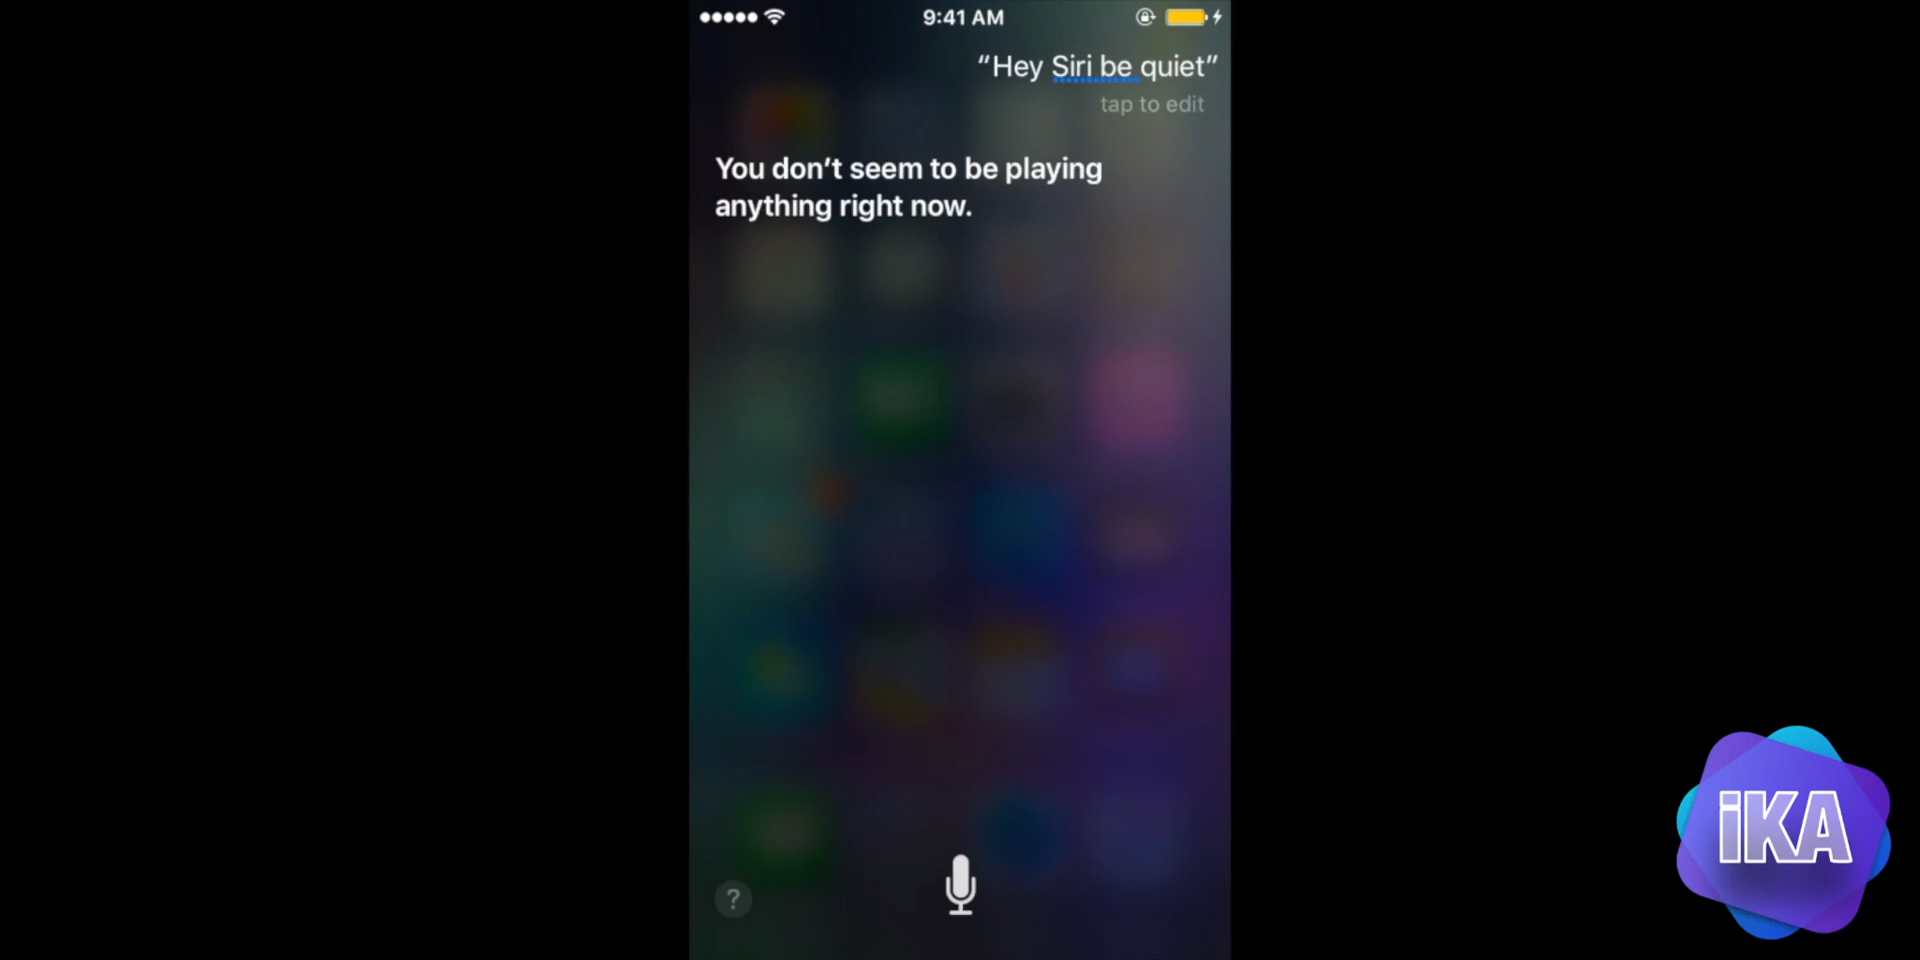 9:41 AM
“Hey Siri be quiet”
tap to edit
You don’t seem to be playing
anything right now.
?
iKA